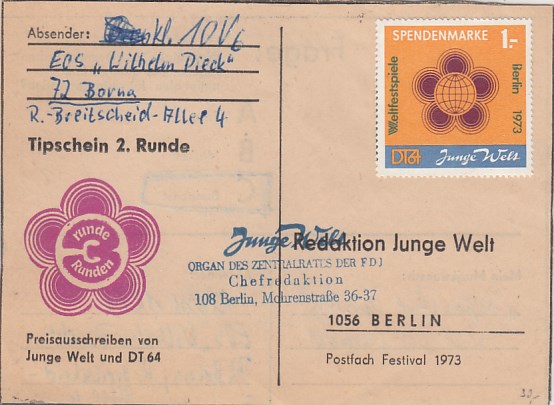 Absender: kl. 10 V6
EOS „Wilhelm Pieck"
72 Borna
R.-Breitscheid-Allee 4
Tipschein 2. Runde
3 runde Runden
Preisausschreiben von
Junge Welt und DT 64
SPENDENMARKE 1.-
Weltfestspiele
Berlin 1973
DT64 Junge Welt
Junge Welt
Redaktion Junge Welt
ORGAN DES ZENTRALRATES DER FDJ
Chefredaktion
108 Berlin, Mohrenstraße 36-37
1056 BERLIN
Postfach Festival 1973